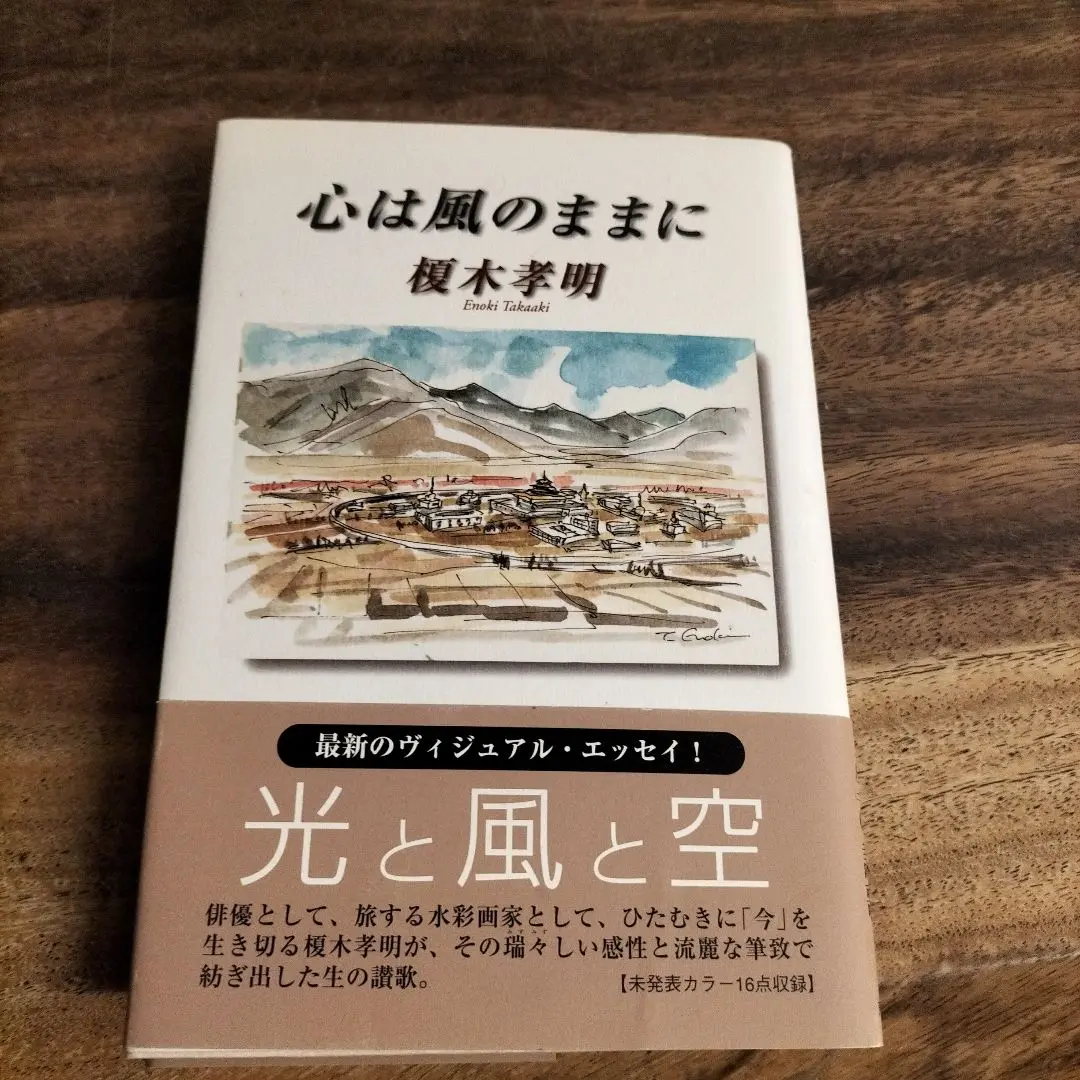 心は風のままに
榎木孝明
Enoki Takaaki
最新のヴィジュアル・エッセイ!
光と風と空
俳優として、旅する水彩画家として、ひたむきに「今」を
生き切る榎木孝明が、その瑞々しい感性と流麗な筆致で
紡ぎ出した生の讃歌。
【未発表カラー16点収録】